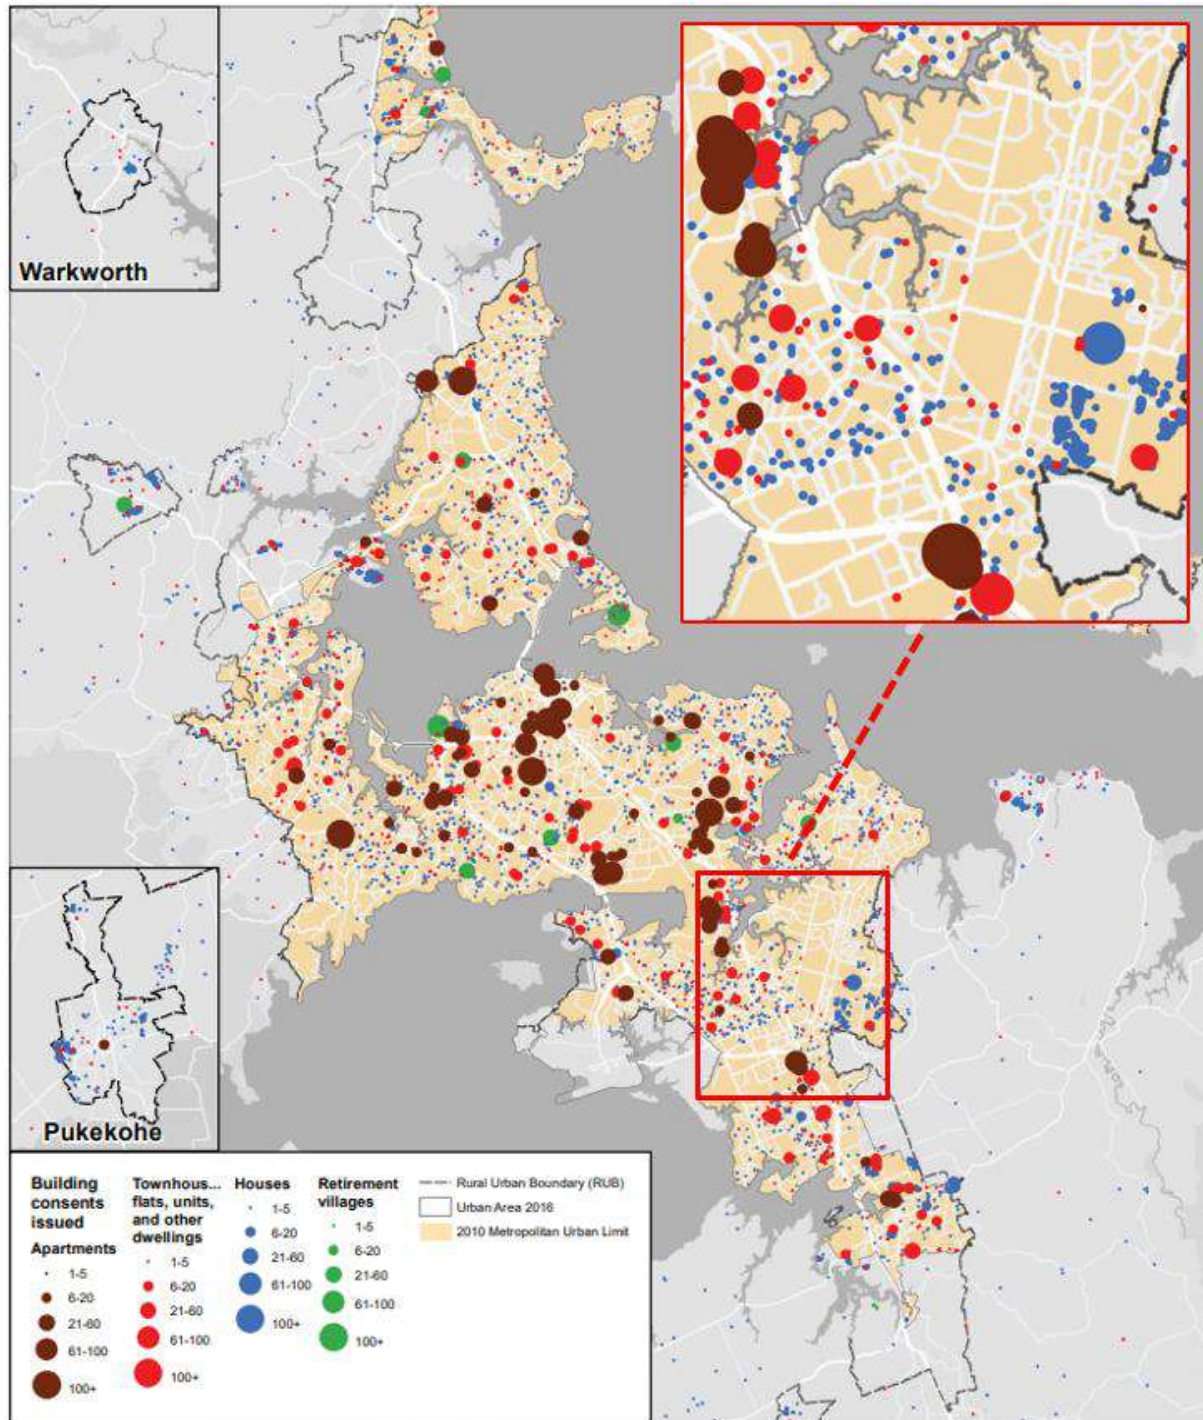 Warkworth
Pukekohe
Building
consents
issued
Apartments
1-5
6-20
21-60
61-100
100+
Townhous...
flats, units,
and other
dwellings
1-5
6-20
21-60
61-100
100+
Houses
1-5
6-20
21-60
61-100
100+
Retirement
villages
1-5
6-20
21-60
61-100
100+
Rural Urban Boundary (RUB)
Urban Area 2016
2010 Metropolitan Urban Limit